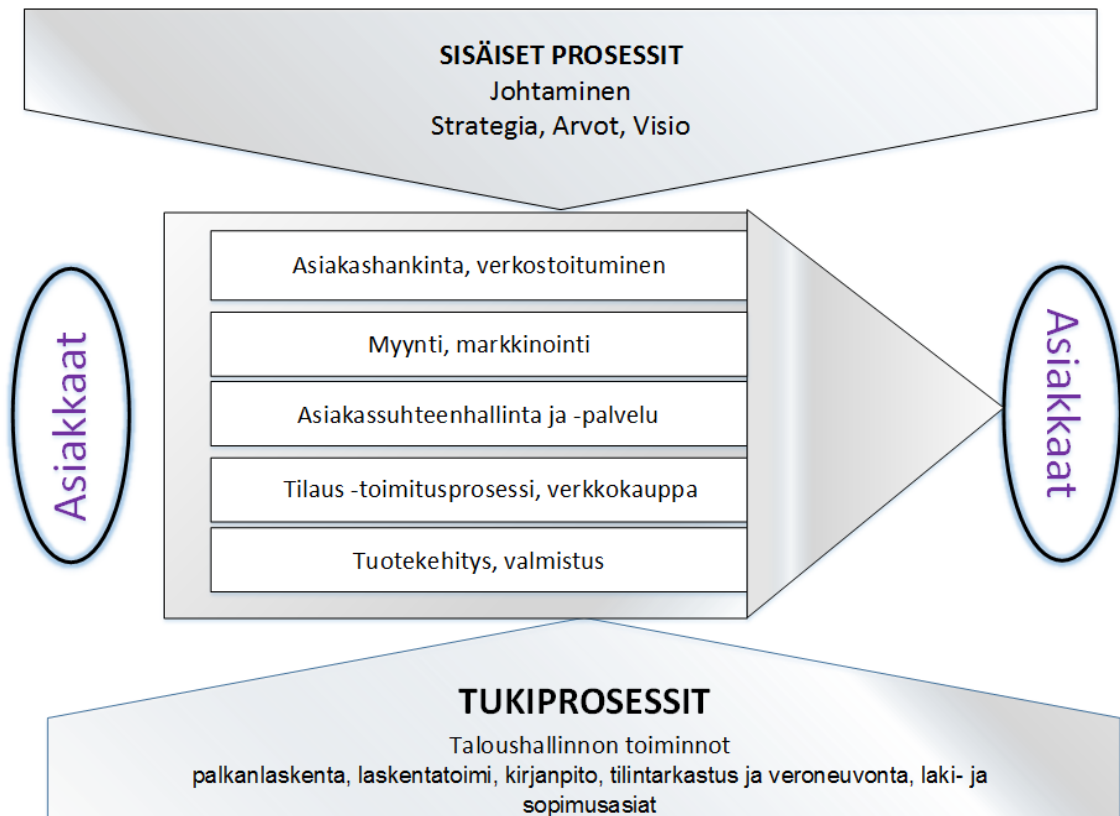 SISÄISET PROSESSIT
Johtaminen
Strategia, Arvot, Visio
Asiakkaat
Asiakashankinta, verkostoituminen
Myynti, markkinointi
Asiakassuhteenhallinta ja -palvelu
Tilaus -toimitusprosessi, verkkokauppa
Tuotekehitys, valmistus
Asiakkaat
TUKIPROSESSIT
Taloushallinnon toiminnot
palkanlaskenta, laskentatoimi, kirjanpito, tilintarkastus ja veroneuvonta, laki- ja
sopimusasiat